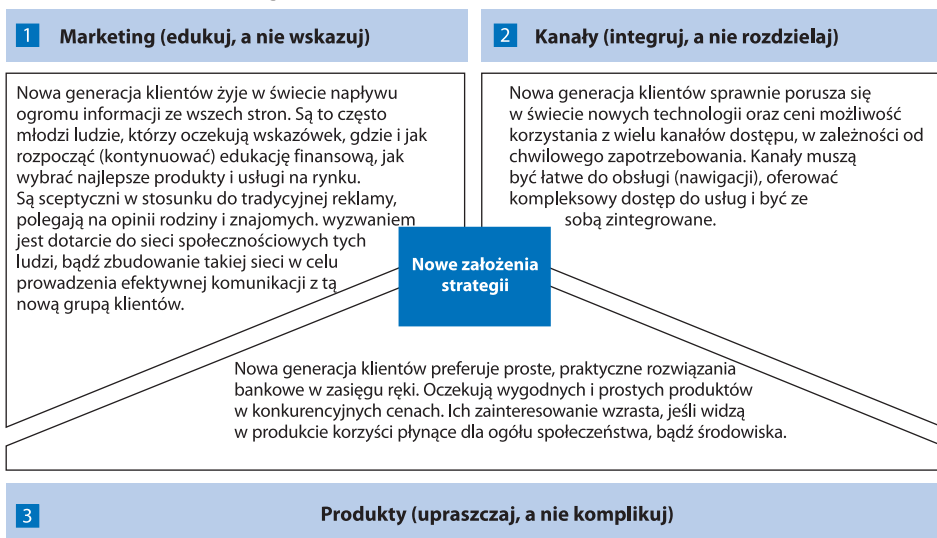 1 Marketing (edukuj, a nie wskazuj)
Nowa generacja klientów żyje w świecie napływu
ogromu informacji ze wszech stron. Są to często
młodzi ludzie, którzy oczekują wskazówek, gdzie i jak
rozpocząć (kontynuować) edukację finansową, jak
wybrać najlepsze produkty i usługi na rynku.
Są sceptyczni w stosunku do tradycyjnej reklamy,
polegają na opinii rodziny i znajomych. wyzwaniem
jest dotarcie do sieci społecznościowych tych
ludzi, bądź zbudowanie takiej sieci w celu
prowadzenia efektywnej komunikacji z tą
nową grupą klientów.
2 Kanały (integruj, a nie rozdzielaj)
Nowa generacja klientów sprawnie porusza się
w świecie nowych technologii oraz ceni możliwość
korzystania z wielu kanałów dostępu, w zależności od
chwilowego zapotrzebowania. Kanały muszą
być łatwe do obsługi (nawigacji), oferować
kompleksowy dostęp do usług i być ze
sobą zintegrowane.
Nowe założenia
strategii
Nowa generacja klientów preferuje proste, praktyczne rozwiązania
bankowe w zasięgu ręki. Oczekują wygodnych i prostych produktów
w konkurencyjnych cenach. Ich zainteresowanie wzrasta, jeśli widzą
w produkcie korzyści płynące dla ogółu społeczeństwa, bądź środowiska.
3 Produkty (upraszczaj, a nie komplikuj)